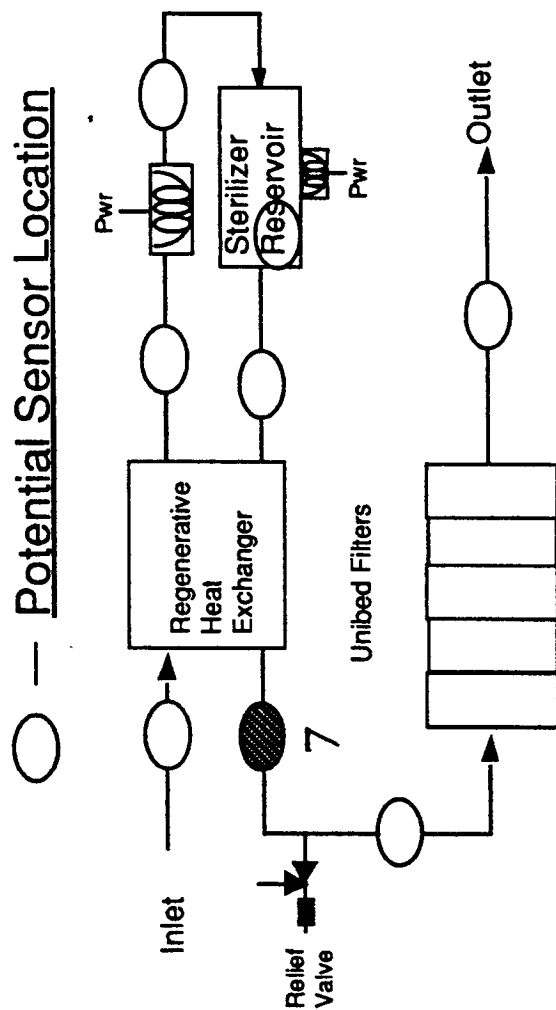 — Potential Sensor Location
Pwr
Sterilizer
Reservoir
Pwr
Regenerative
Heat
Exchanger
Inlet
7
Relief
Valve
Unibed Filters
Outlet